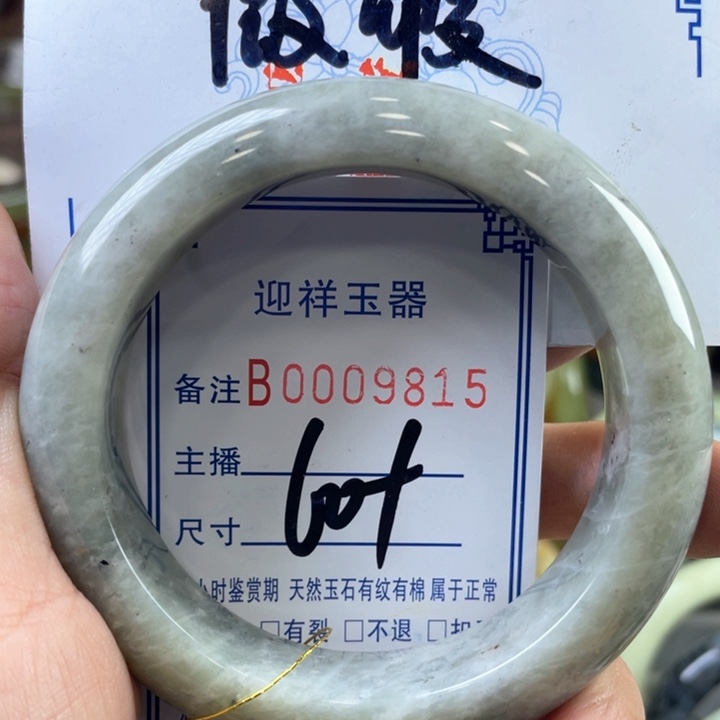 迎祥玉器
备注B0009815
主播
尺寸 60+
小时鉴赏期 天然玉石有纹有棉属于正常
□有裂 □不退 □扣